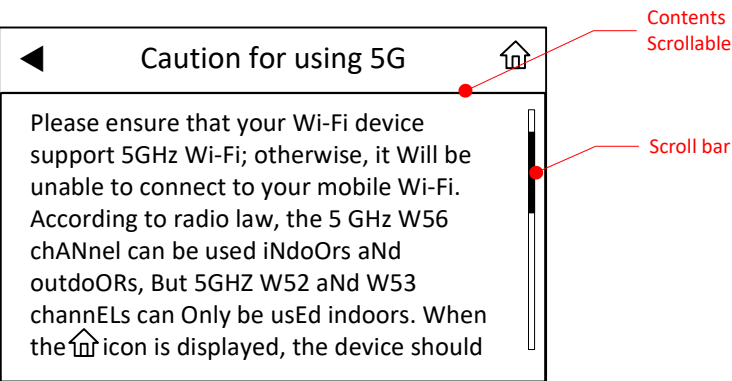 Contents
Scrollable
Caution for using 5G
Please ensure that your Wi-Fi device
support 5GHz Wi-Fi; otherwise, it Will be
unable to connect to your mobile Wi-Fi.
According to radio law, the 5 GHz W56
chANnel can be used iNdoOrs aNd
outdoORs, But 5GHZ W52 aNd W53
channELs can Only be usEd indoors. When
the icon is displayed, the device should
Scroll bar